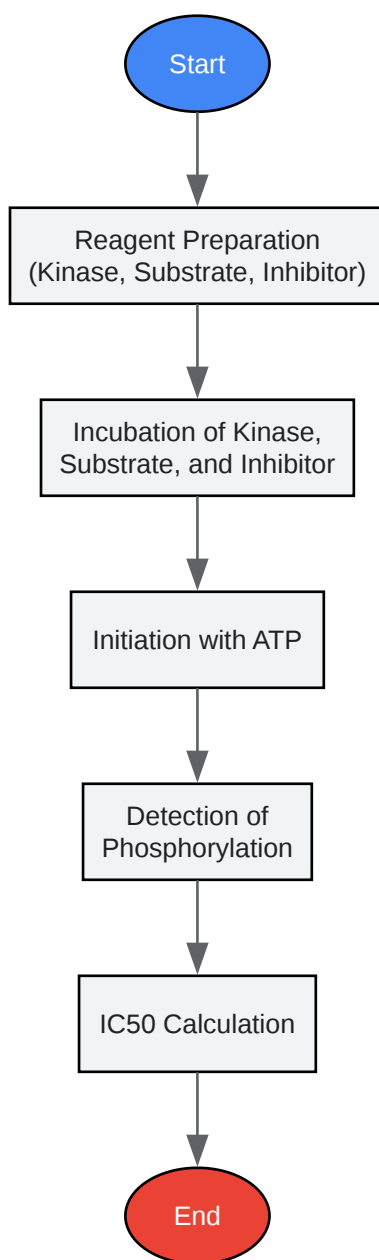 Start
Reagent Preparation
(Kinase, Substrate, Inhibitor)
Incubation of Kinase,
Substrate, and Inhibitor
Initiation with ATP
Detection of
Phosphorylation
IC50 Calculation
End